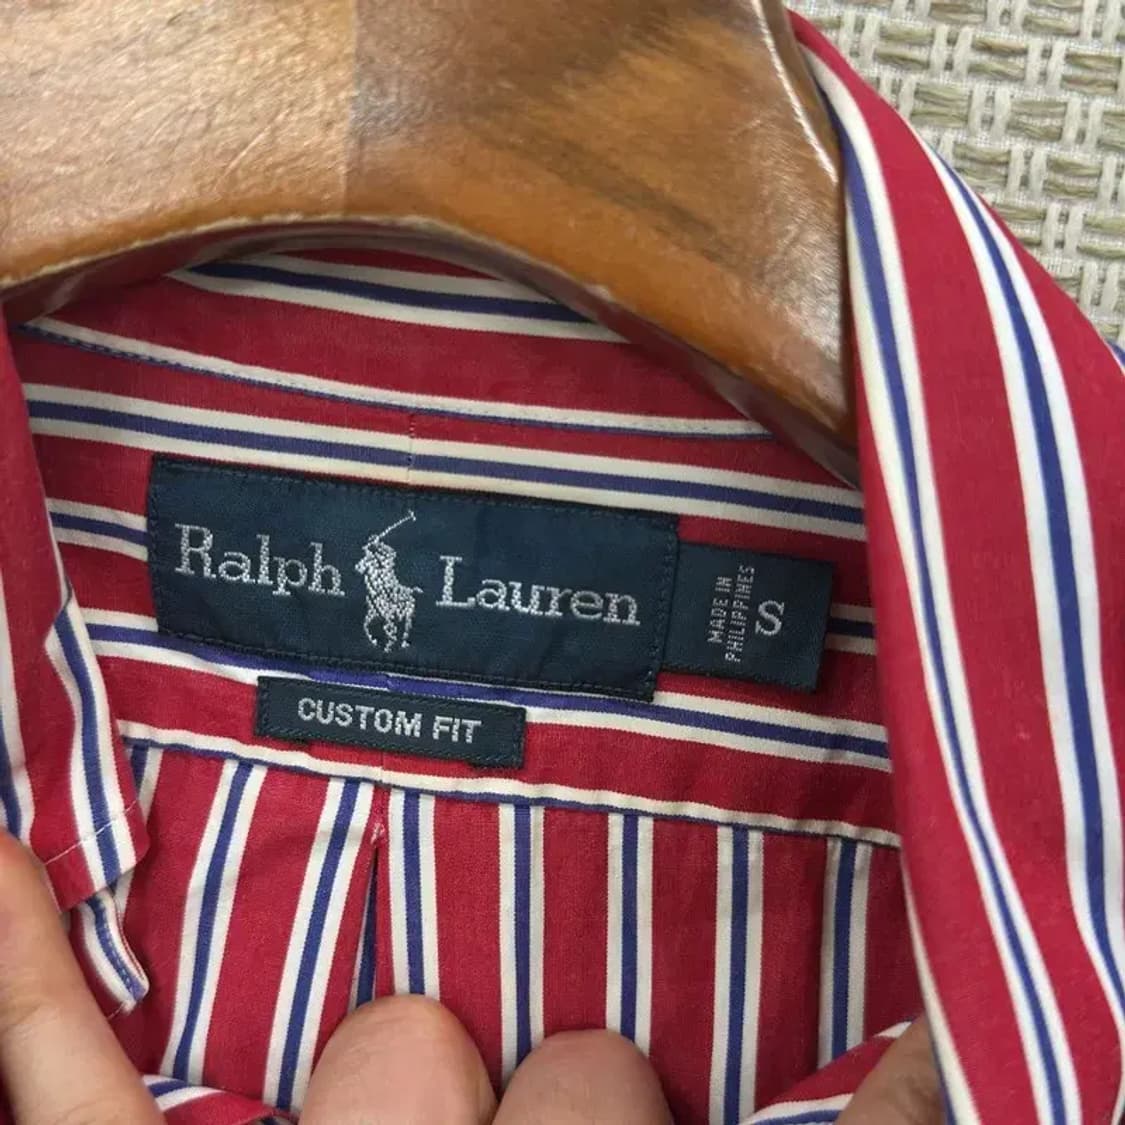 Ralph Lauren
MADE IN
PHILIPPINES
S
CUSTOM FIT